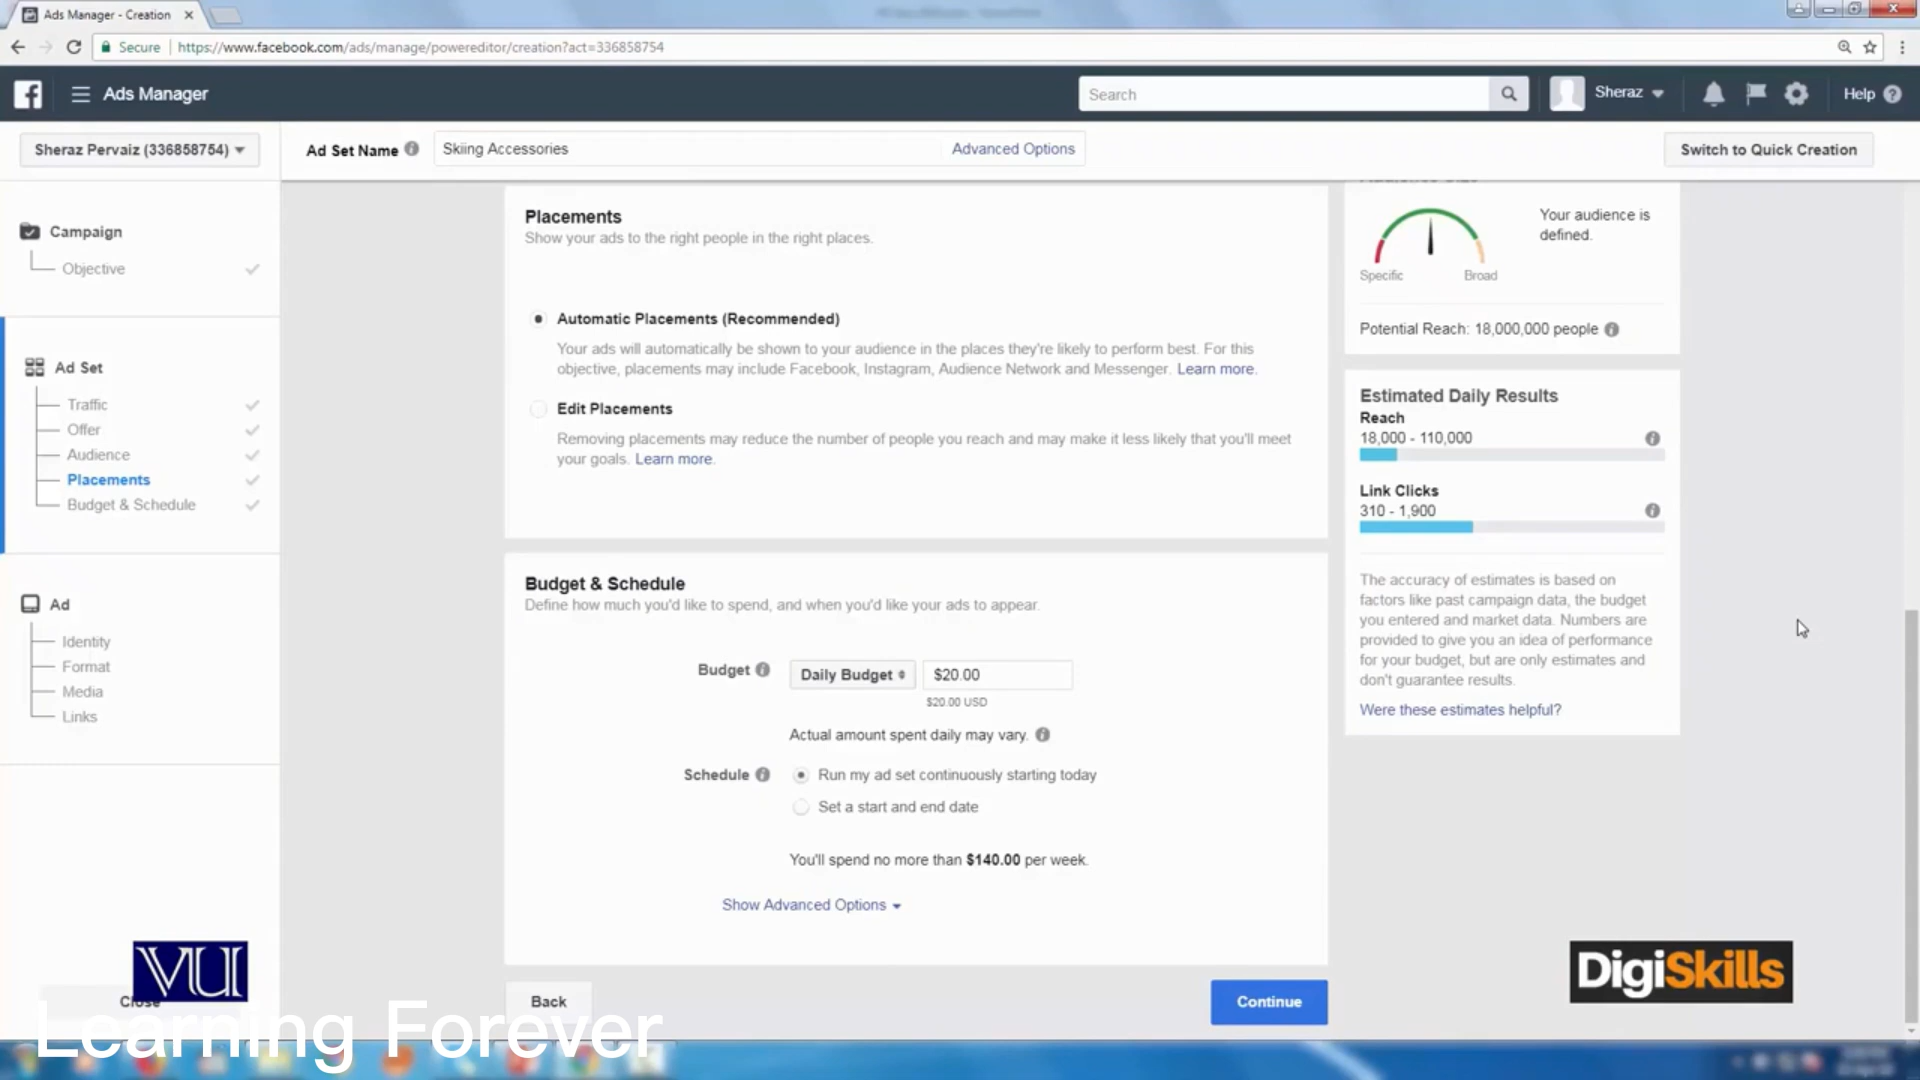 Ads Manager - Creation
Secure | https://www.facebook.com/ads/manage/powereditor/creation?act=336858754
Ads Manager
Search
Sheraz
Help
Sheraz Pervaiz (336858754)
Ad Set Name
Skiing Accessories
Advanced Options
Switch to Quick Creation
Campaign
Objective
Ad Set
Traffic
Offer
Audience
Placements
Budget & Schedule
Ad
Identity
Format
Media
Links
Close
Placements
Show your ads to the right people in the right places.
Automatic Placements (Recommended)
Your ads will automatically be shown to your audience in the places they're likely to perform best. For this
objective, placements may include Facebook, Instagram, Audience Network and Messenger. Learn more.
Edit Placements
Removing placements may reduce the number of people you reach and may make it less likely that you'll meet
your goals. Learn more.
Budget & Schedule
Define how much you'd like to spend, and when you'd like your ads to appear.
Budget
Daily Budget
$20.00
$20.00 USD
Actual amount spent daily may vary.
Schedule
Run my ad set continuously starting today
Set a start and end date
You'll spend no more than $140.00 per week.
Show Advanced Options
Back
Continue
Audience Size
Your audience is
defined.
Specific
Broad
Potential Reach: 18,000,000 people
Estimated Daily Results
Reach
18,000 - 110,000
Link Clicks
310 - 1,900
The accuracy of estimates is based on
factors like past campaign data, the budget
you entered and market data. Numbers are
provided to give you an idea of performance
for your budget, but are only estimates and
don't guarantee results.
Were these estimates helpful?
VU
DigiSkills
Learning Forever